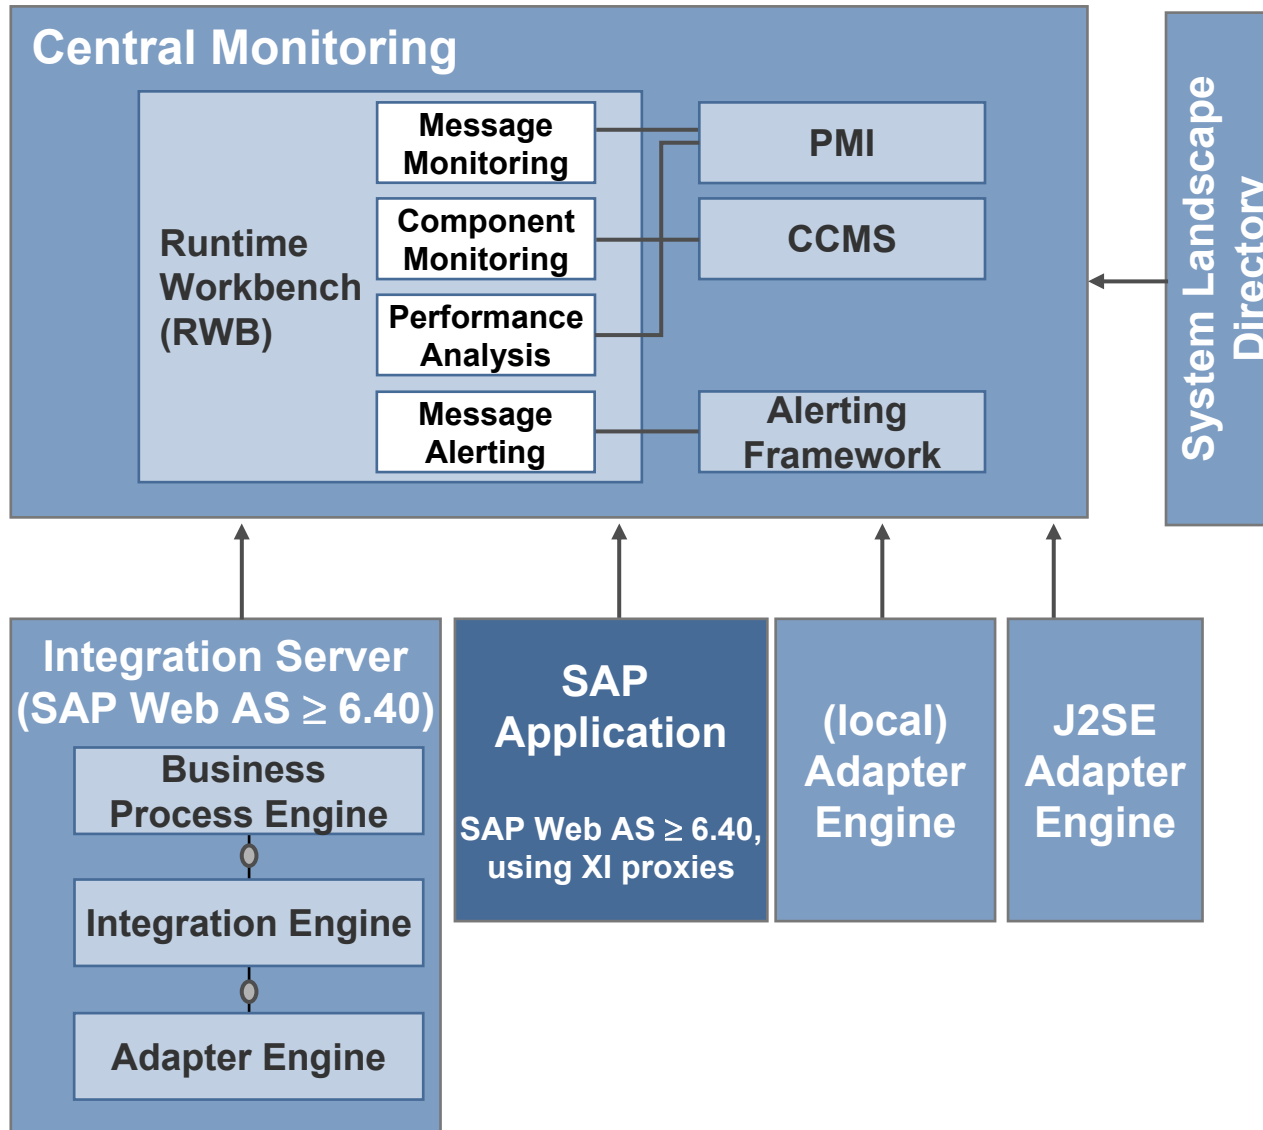 Central Monitoring
Runtime
Workbench
(RWB)
Message
Monitoring
Component
Monitoring
Performance
Analysis
Message
Alerting
PMI
CCMS
Alerting
Framework
System Landscape
Directory
Integration Server
(SAP Web AS ≥ 6.40)
Business
Process Engine
Integration Engine
Adapter Engine
SAP
Application
SAP Web AS ≥ 6.40,
using XI proxies
(local)
Adapter
Engine
J2SE
Adapter
Engine